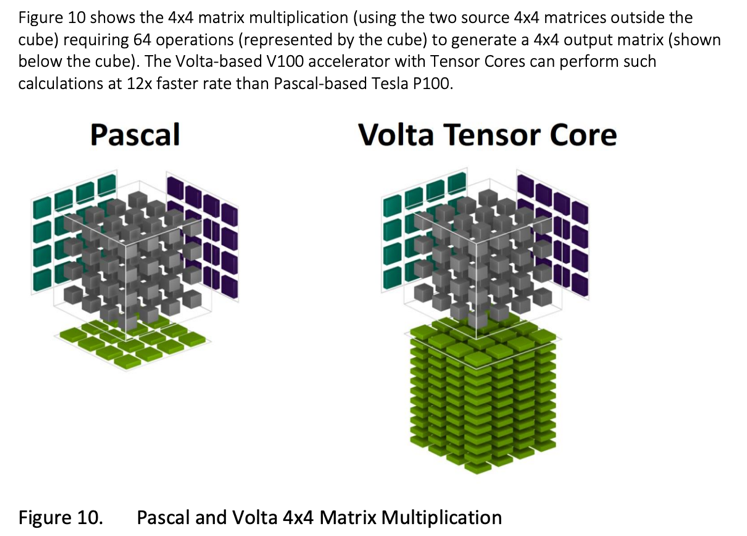 Figure 10 shows the 4x4 matrix multiplication (using the two source 4x4 matrices outside the
cube) requiring 64 operations (represented by the cube) to generate a 4x4 output matrix (shown
below the cube). The Volta-based V100 accelerator with Tensor Cores can perform such
calculations at 12x faster rate than Pascal-based Tesla P100.
Pascal
Volta Tensor Core
Figure 10. Pascal and Volta 4x4 Matrix Multiplication